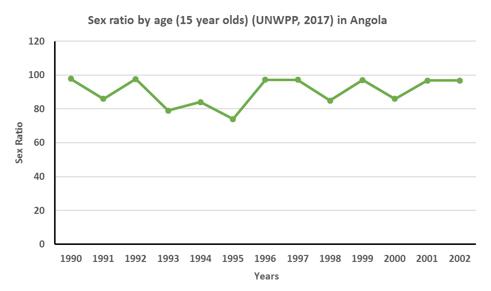 Sex ratio by age (15 year olds) (UNWPP, 2017) in Angola
120
100
80
60
40
20
0
Sex Ratio
1990 1991 1992 1993 1994 1995 1996 1997 1998 1999 2000 2001 2002
Years